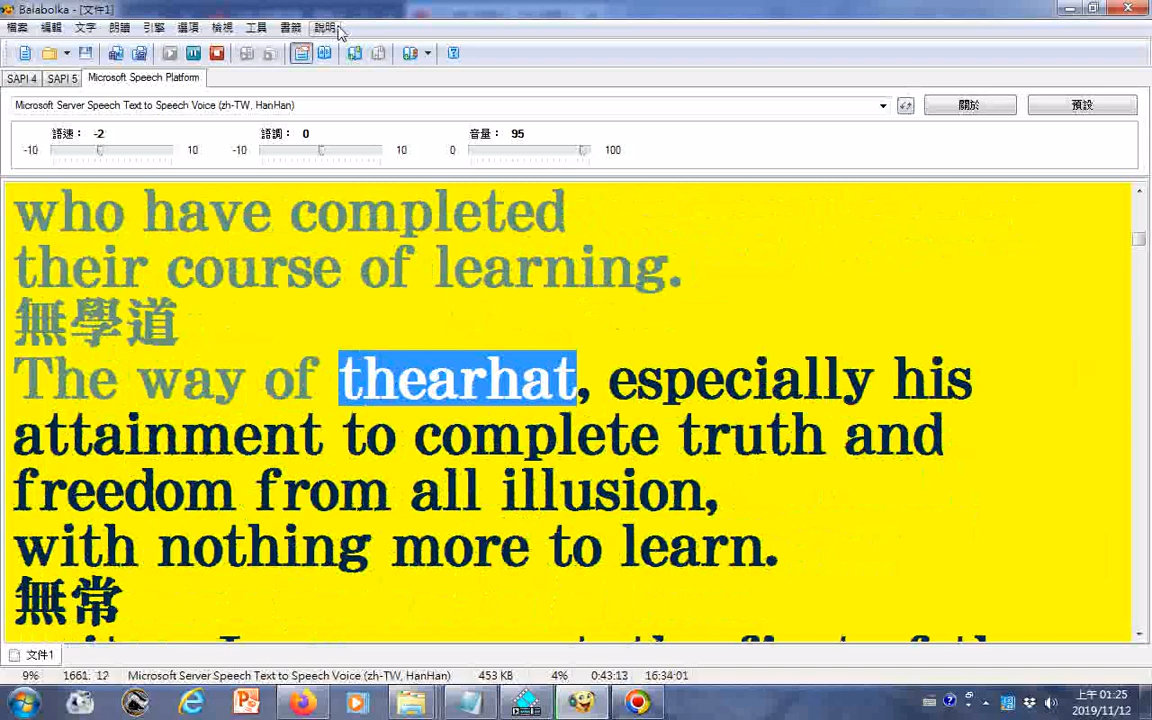 Balabolka - [文件1]
檔案 編輯 文字 朗讀 引擎 選項 檢視 工具 書籤 說明
SAPI 4 SAPI 5 Microsoft Speech Platform
Microsoft Server Speech Text to Speech Voice (zh-TW, HanHan) 關於 預設
語速： -2 語調： 0 音量： 95
-10 10 -10 10 0 100
who have completed
their course of learning.
無學道
The way of thearhat, especially his
attainment to complete truth and
freedom from all illusion,
with nothing more to learn.
無常
文件1
9% 1661: 12 Microsoft Server Speech Text to Speech Voice (zh-TW, HanHan) 453 KB 4% 0:43:13 16:34:01
上午 01:25
2019/11/12